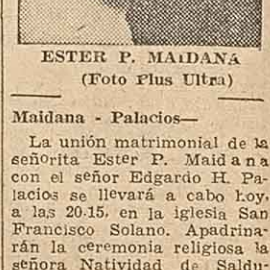 ESTER P. MAIDANA
(Foto Plus Ultra)
Maidana - Palacios—
La unión matrimonial de la
señorita Ester P. Maidana
con el señor Edgardo H. Pa-
lacios se llevará a cabo hoy,
a las 20.15, en la iglesia San
Francisco Solano. Apadrina-
rán la ceremonia religiosa la
señora Natividad de Saldu-